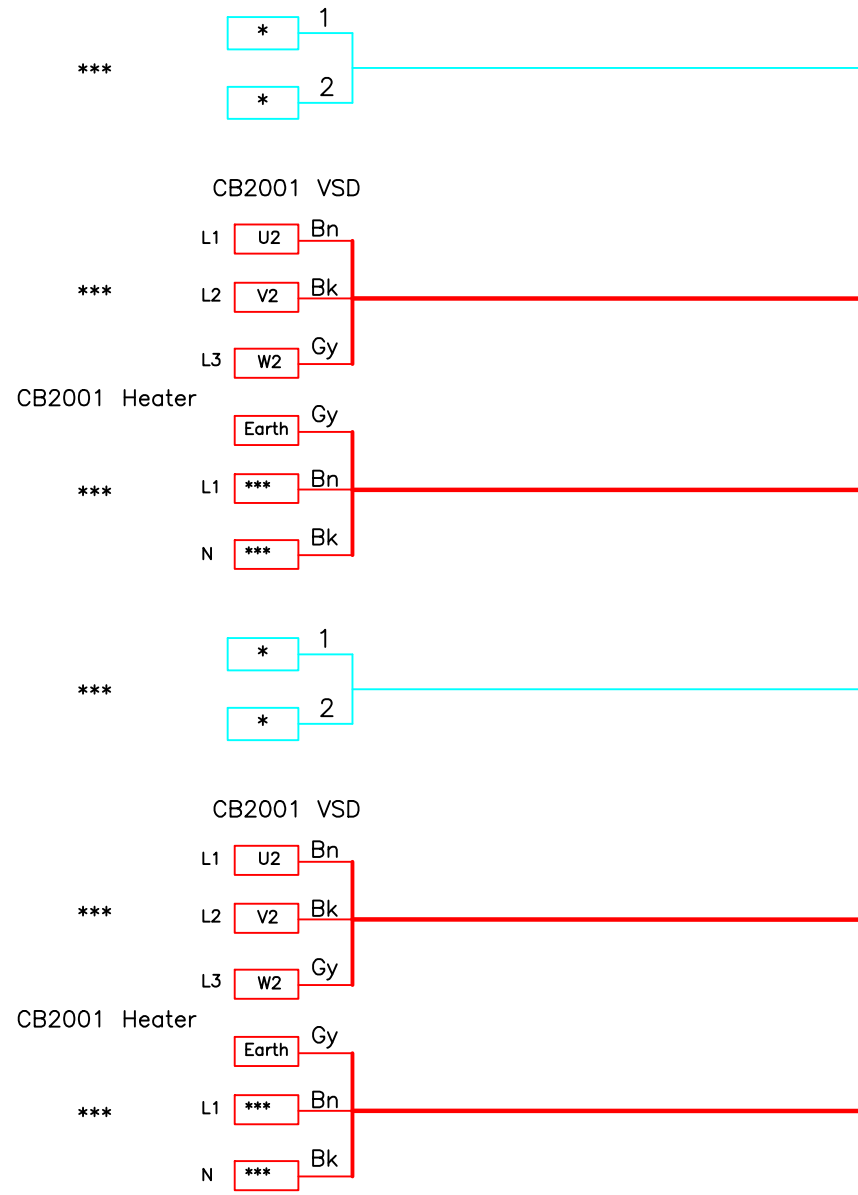 * 1
***
* 2
CB2001 VSD
L1 U2 Bn
*** L2 V2 Bk
L3 W2 Gy
CB2001 Heater
Earth Gy
*** L1 *** Bn
N *** Bk
* 1
***
* 2
CB2001 VSD
L1 U2 Bn
*** L2 V2 Bk
L3 W2 Gy
CB2001 Heater
Earth Gy
*** L1 *** Bn
N *** Bk